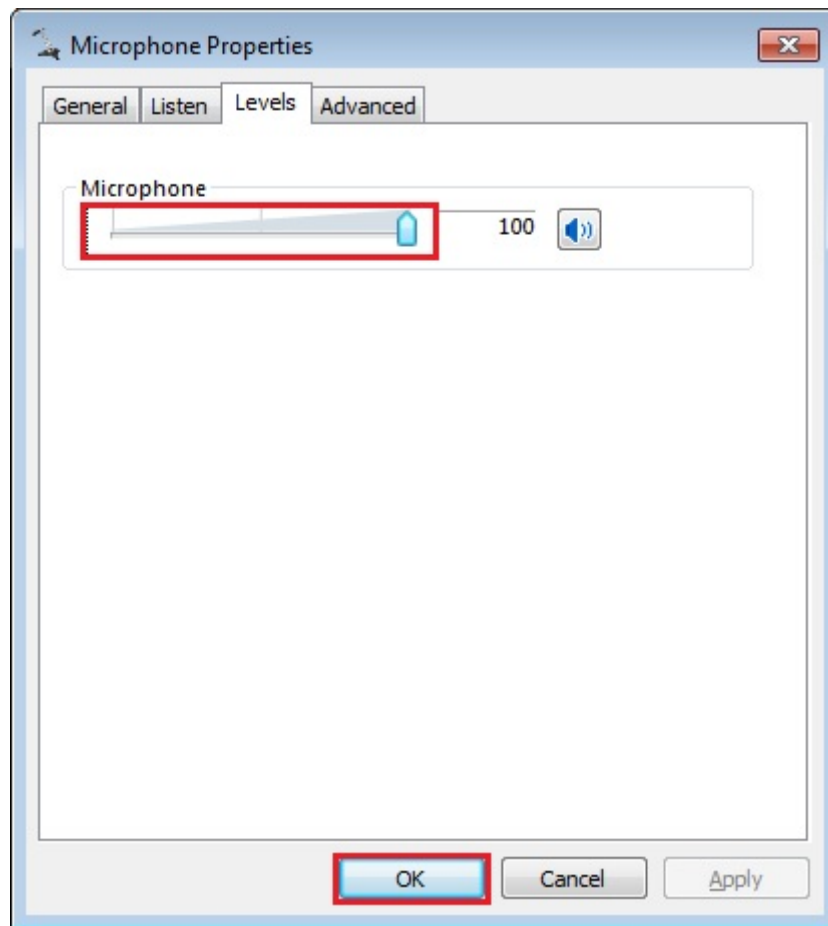 Microphone Properties
General Listen Levels Advanced
Microphone
100
OK Cancel Apply